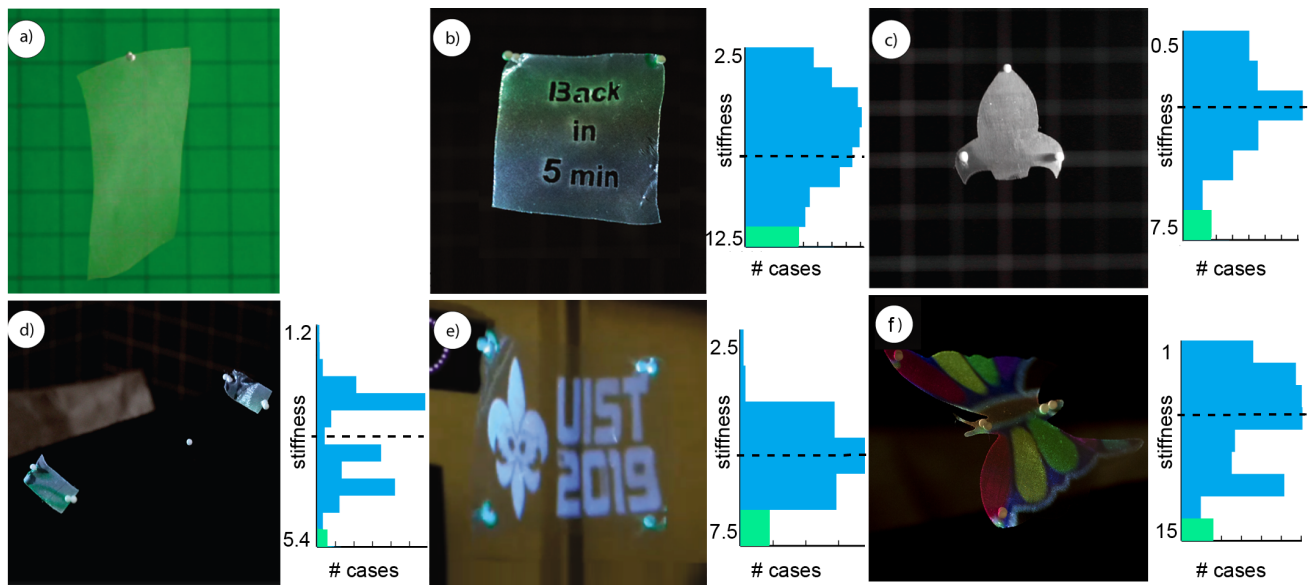 a)
b)
Back
in
5 min
2.5
stiffness
12.5
# cases
c)
0.5
stiffness
7.5
# cases
d)
1.2
stiffness
5.4
# cases
e)
UIST
2019
2.5
stiffness
7.5
# cases
f)
1
stiffness
15
# cases